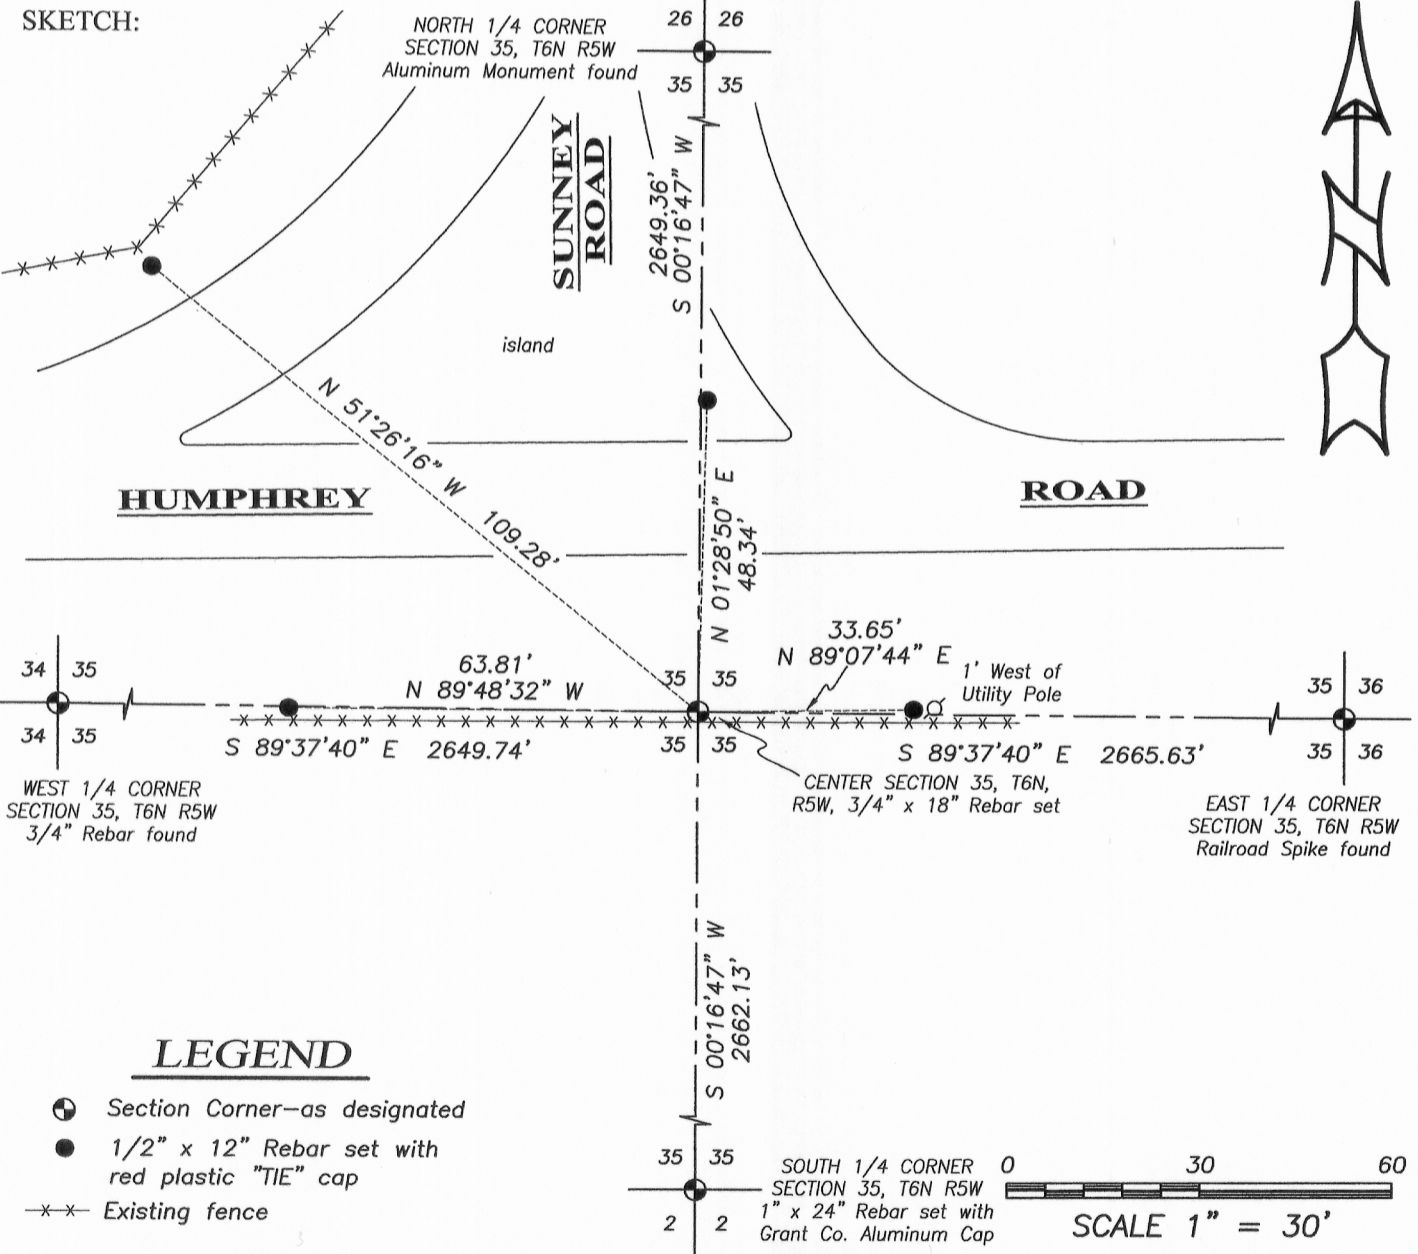 SKETCH:
NORTH 1/4 CORNER
SECTION 35, T6N R5W
Aluminum Monument found
26 26
35 35
SUNNEY
ROAD
2649.36'
S 00°16'47" W
island
N 51°26'16" W 109.28'
HUMPHREY
ROAD
N 01°28'50" E
48.34'
34 35
34 35
63.81'
N 89°48'32" W
35 35
35 35
33.65'
N 89°07'44" E
1' West of
Utility Pole
35 36
35 36
S 89°37'40" E 2649.74'
S 89°37'40" E 2665.63'
WEST 1/4 CORNER
SECTION 35, T6N R5W
3/4" Rebar found
CENTER SECTION 35, T6N,
R5W, 3/4" x 18" Rebar set
EAST 1/4 CORNER
SECTION 35, T6N R5W
Railroad Spike found
S 00°16'47" W
2662.13'
LEGEND
Section Corner-as designated
1/2" x 12" Rebar set with
red plastic "TIE" cap
Existing fence
35 35
2 2
SOUTH 1/4 CORNER
SECTION 35, T6N R5W
1" x 24" Rebar set with
Grant Co. Aluminum Cap
0 30 60
SCALE 1" = 30'
N